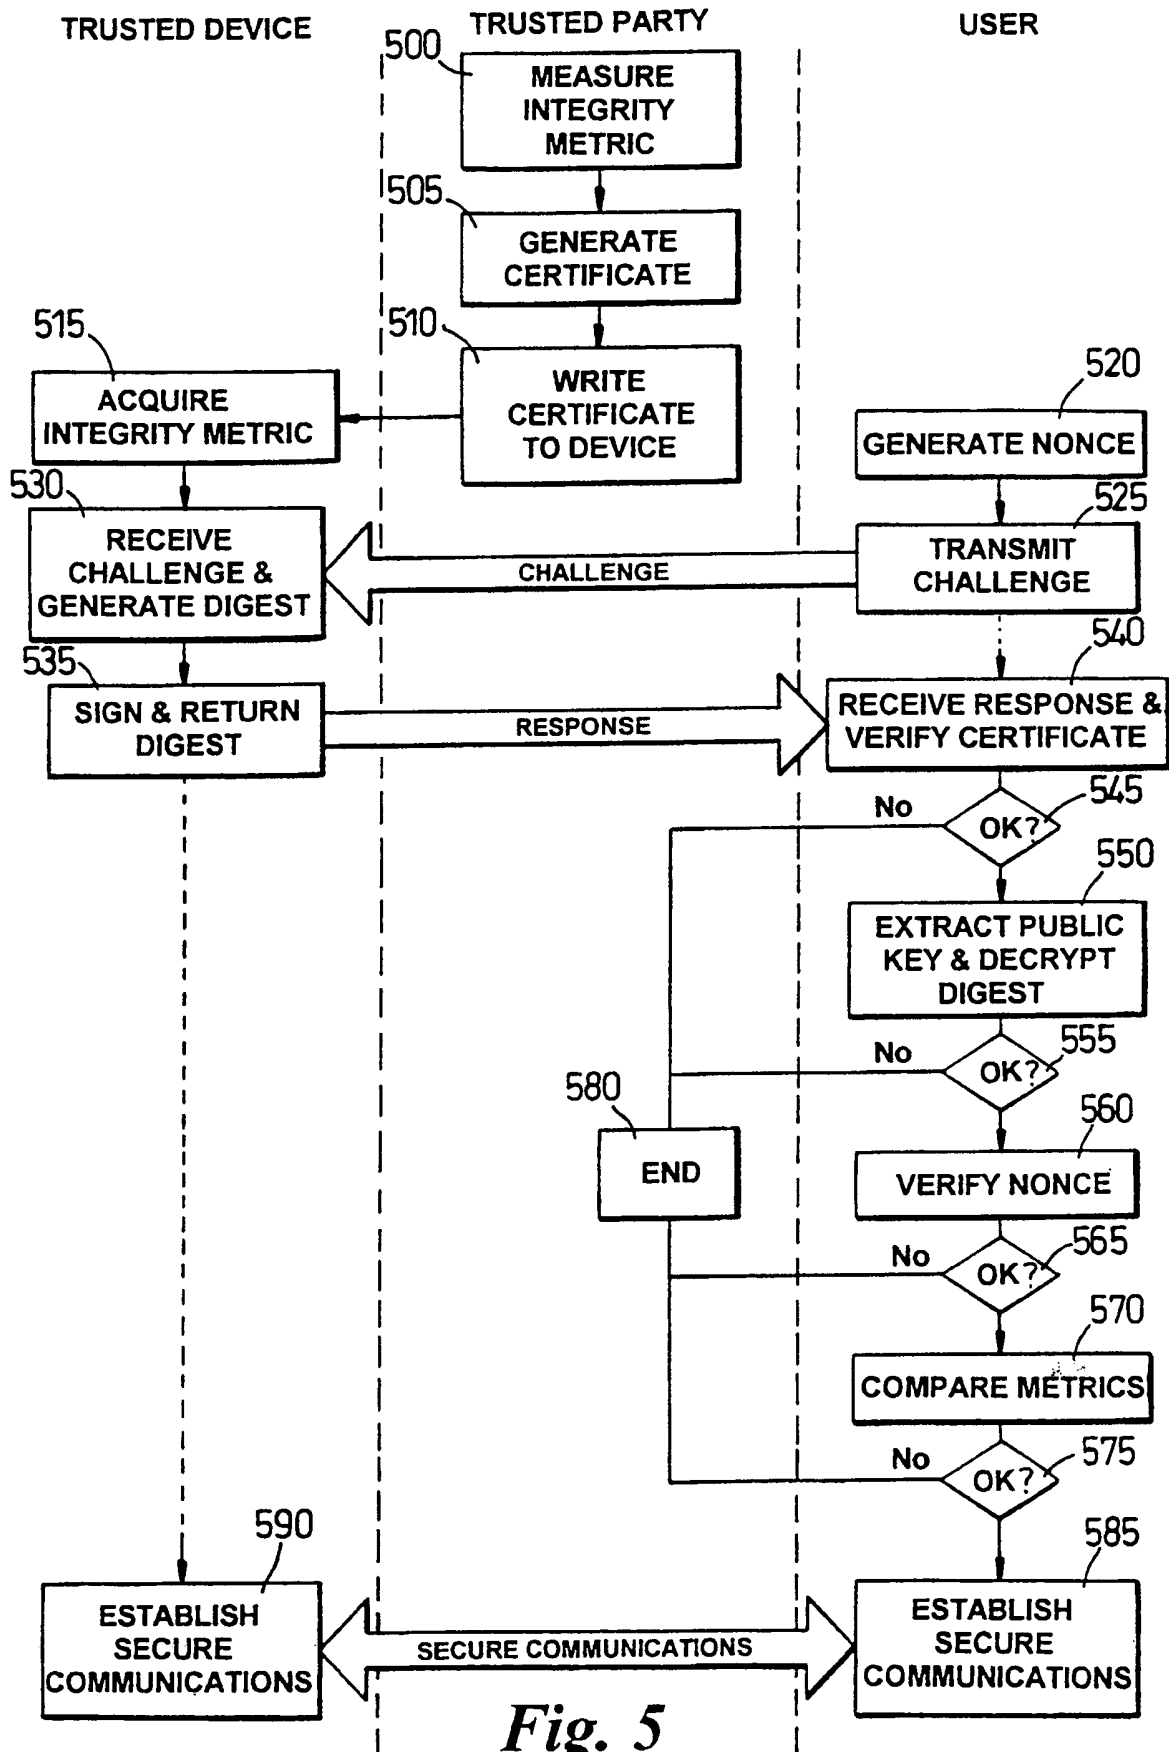 TRUSTED DEVICE
TRUSTED PARTY
USER
500
MEASURE
INTEGRITY
METRIC
505
GENERATE
CERTIFICATE
510
WRITE
CERTIFICATE
TO DEVICE
515
ACQUIRE
INTEGRITY METRIC
520
GENERATE NONCE
525
TRANSMIT
CHALLENGE
CHALLENGE
530
RECEIVE
CHALLENGE &
GENERATE DIGEST
535
SIGN & RETURN
DIGEST
RESPONSE
540
RECEIVE RESPONSE &
VERIFY CERTIFICATE
545
OK?
No
550
EXTRACT PUBLIC
KEY & DECRYPT
DIGEST
555
OK?
No
580
END
560
VERIFY NONCE
565
OK?
No
570
COMPARE METRICS
575
OK?
No
590
ESTABLISH
SECURE
COMMUNICATIONS
SECURE COMMUNICATIONS
585
ESTABLISH
SECURE
COMMUNICATIONS
Fig. 5